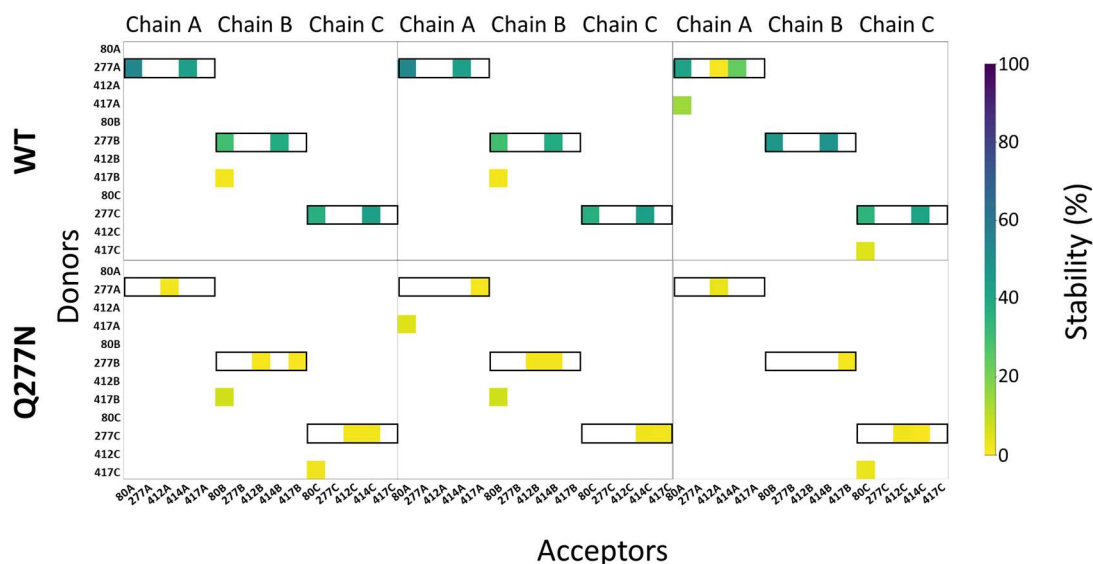 Chain A Chain B Chain C Chain A Chain B Chain C Chain A Chain B Chain C
WT
Q277N
Donors
80A
277A
412A
417A
80B
277B
412B
417B
80C
277C
412C
417C
80A
277A
412A
417A
80B
277B
412B
417B
80C
277C
412C
417C
80A 277A 412A 414A 417A 80B 277B 412B 414B 417B 80C 277C 412C 414C 417C 80A 277A 412A 414A 417A 80B 277B 412B 414B 417B 80C 277C 412C 414C 417C 80A 277A 412A 414A 417A 80B 277B 412B 414B 417B 80C 277C 412C 414C 417C
Acceptors
100
80
60
40
20
0
Stability (%)